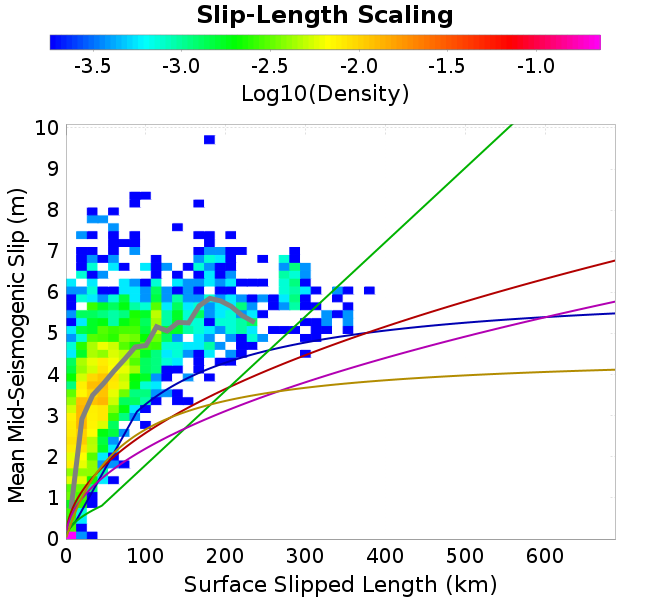 Slip-Length Scaling
-3.5 -3.0 -2.5 -2.0 -1.5 -1.0
Log10(Density)
10
9
8
7
6
5
4
3
2
1
0
Mean Mid-Seismogenic Slip (m)
0 100 200 300 400 500 600
Surface Slipped Length (km)